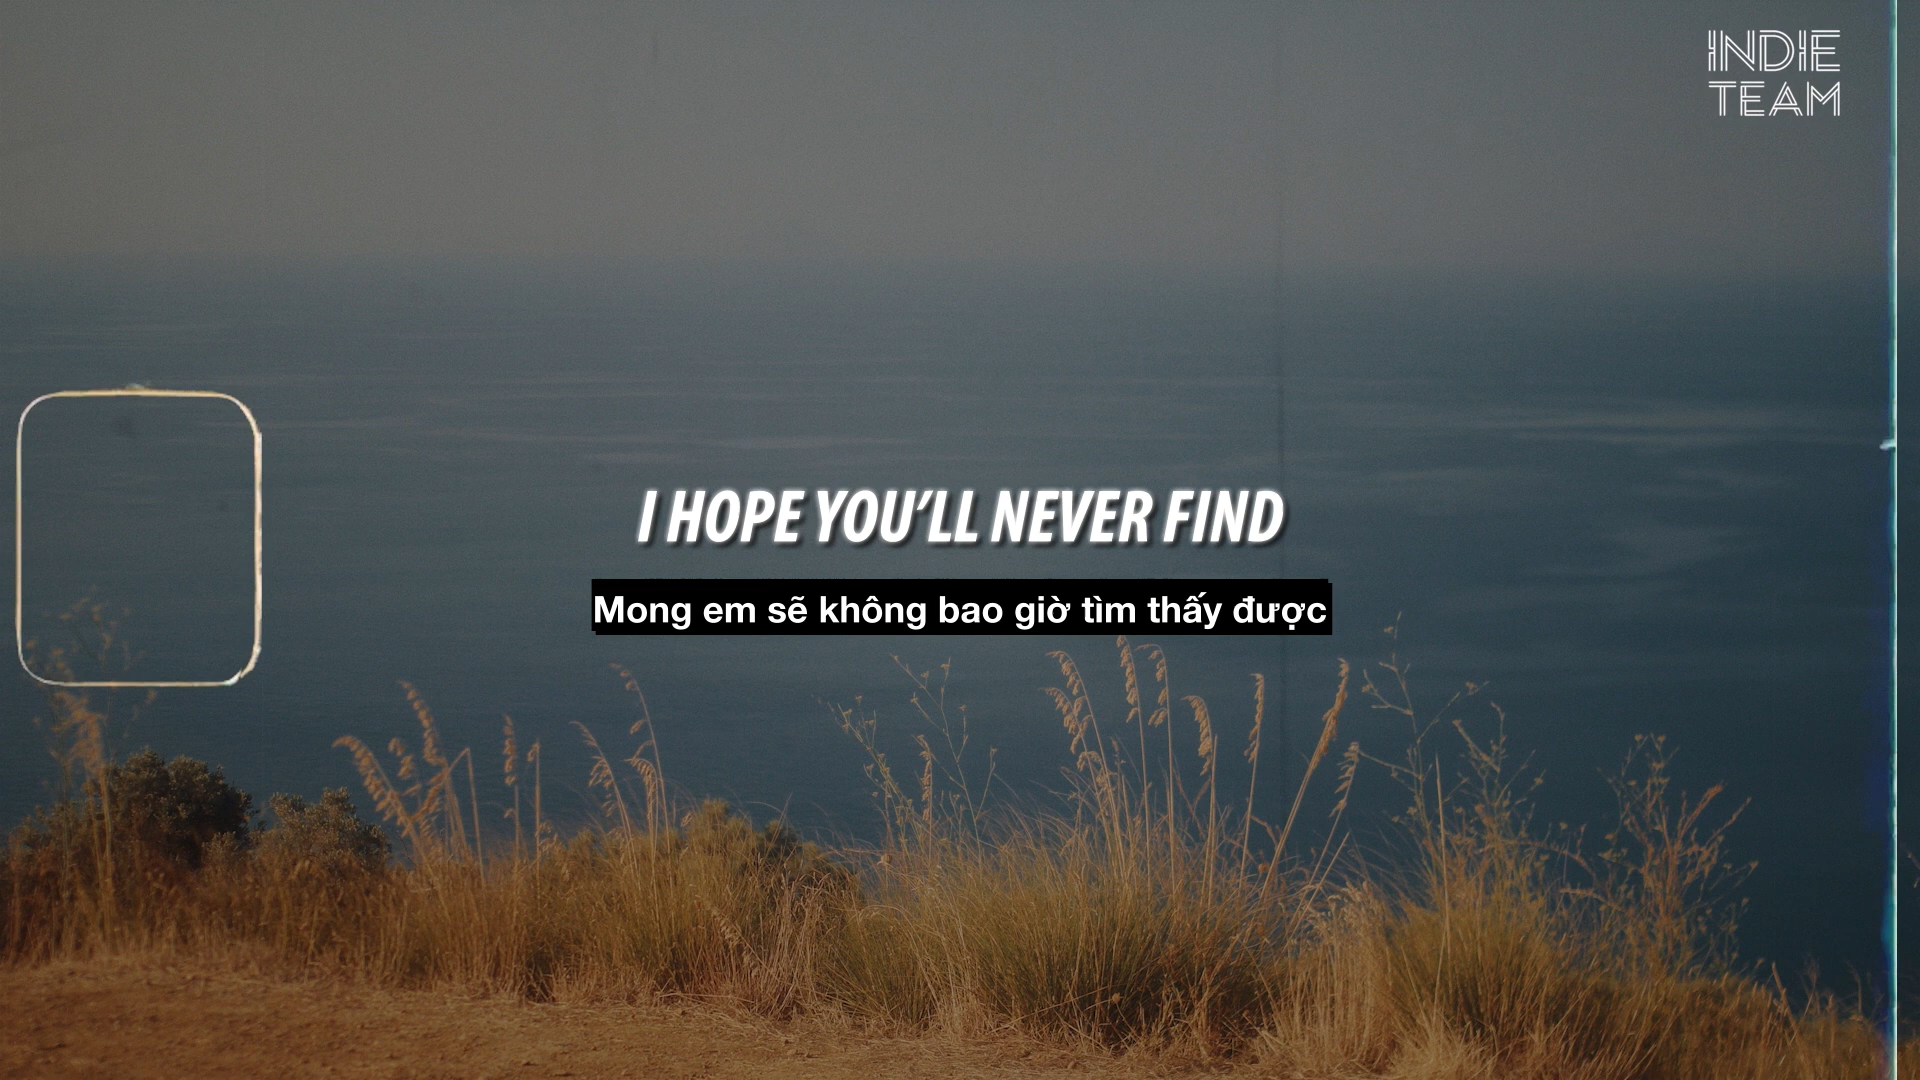 INDIE
TEAM
I HOPE YOU'LL NEVER FIND
Mong em sẽ không bao giờ tìm thấy được